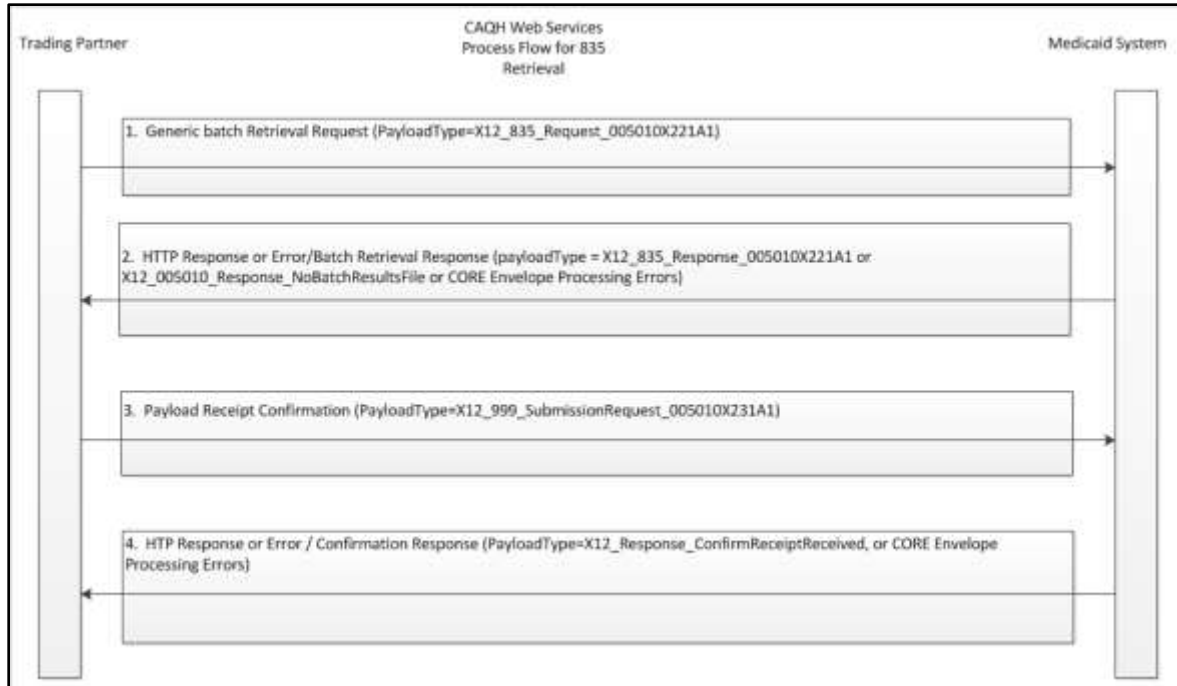 CAQH Web Services
Process Flow for 835
Retrieval
Trading Partner
Medicaid System
1. Generic batch Retrieval Request (PayloadType=X12_835_Request_005010X221A1)
2. HTTP Response or Error/Batch Retrieval Response (payloadType = X12_835_Response_005010X221A1 or
X12_005010_Response_NoBatchResultsFile or CORE Envelope Processing Errors)
3. Payload Receipt Confirmation (PayloadType=X12_999_SubmissionRequest_005010X231A1)
4. HTP Response or Error / Confirmation Response (PayloadType=X12_Response_ConfirmReceiptReceived, or CORE Envelope
Processing Errors)